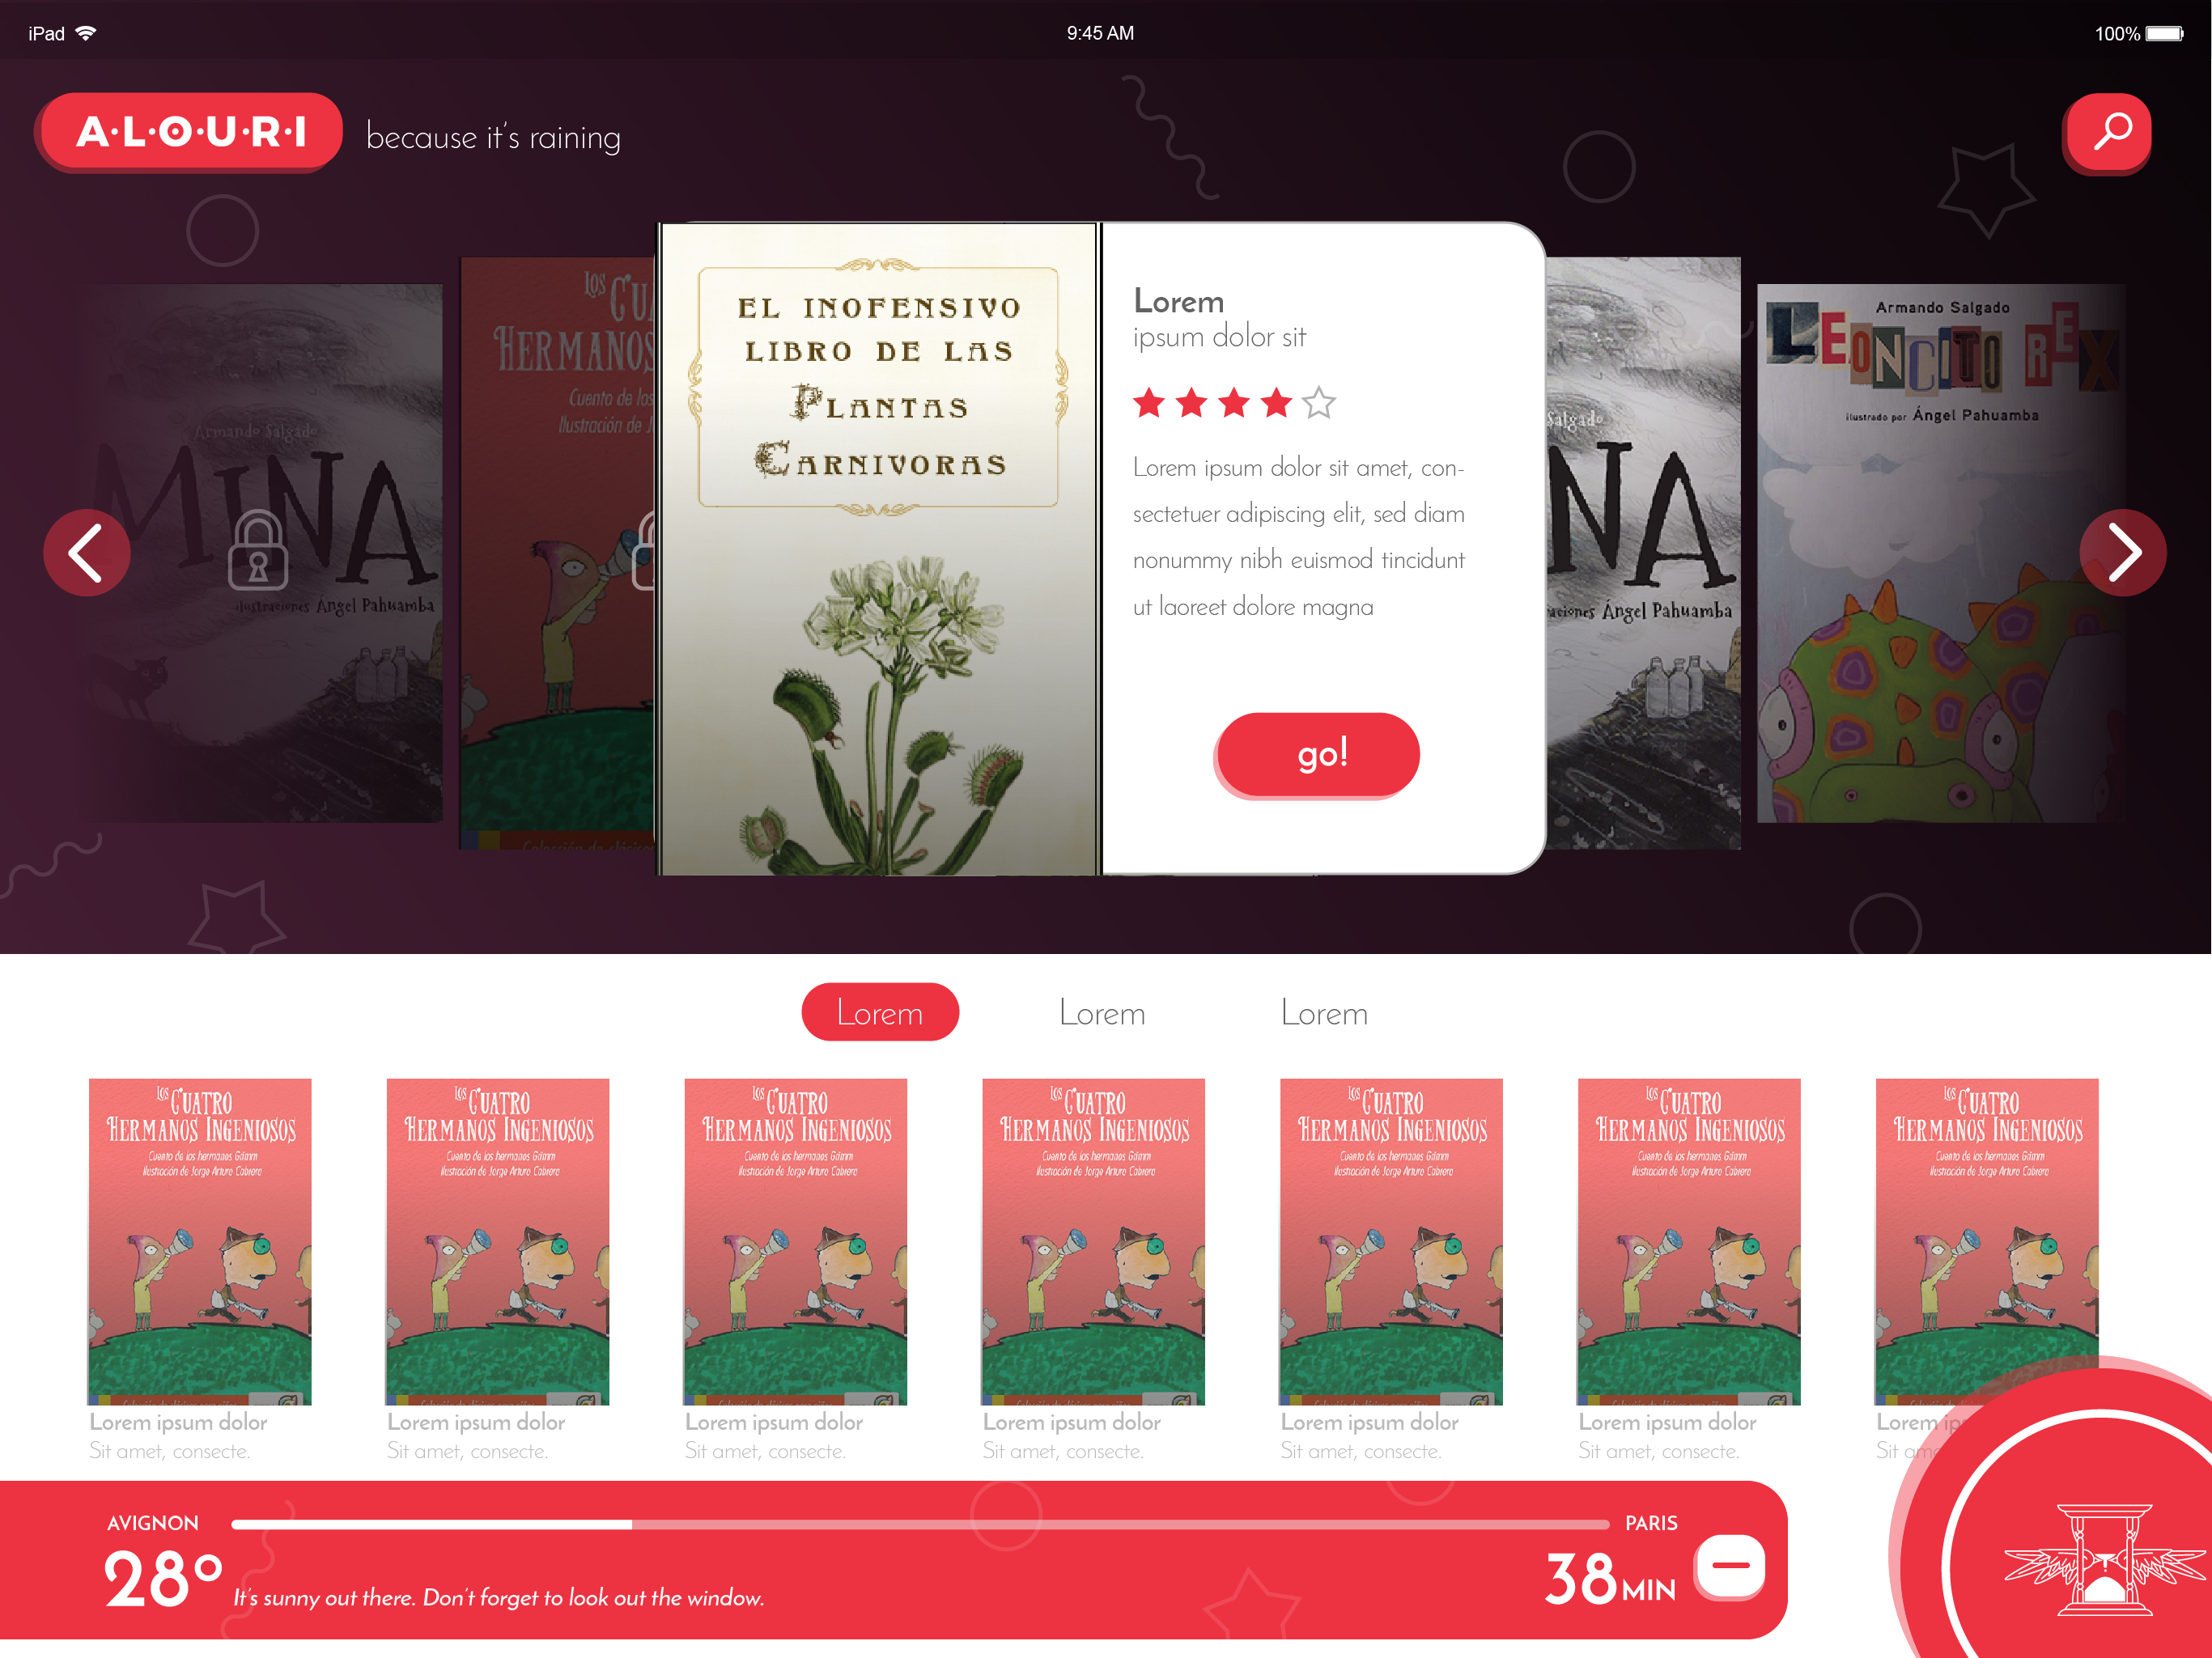 iPad
9:45 AM
100%
A·L·O·U·R·I
because it's raining
Armando Salgado
MINA
ilustraciones Ángel Pahuamba
LOS CU
HERMANOS
Cuento de los
Ilustración de J
Colección de clásicos
EL INOFENSIVO
LIBRO DE LAS
PLANTAS
CARNIVORAS
Lorem
ipsum dolor sit
Lorem ipsum dolor sit amet, con-
sectetuer adipiscing elit, sed diam
nonummy nibh euismod tincidunt
ut laoreet dolore magna
go!
Salgado
NA
iaciones Ángel Pahuamba
Armando Salgado
LEONCITO REX
ilustrado por Ángel Pahuamba
Lorem
Lorem
Lorem
LOS CUATRO
HERMANOS INGENIOSOS
Cuento de los hermanos Grimm
Ilustración de Jorge Arturo Cabrera
Lorem ipsum dolor
Sit amet, consecte.
LOS CUATRO
HERMANOS INGENIOSOS
Cuento de los hermanos Grimm
Ilustración de Jorge Arturo Cabrera
Lorem ipsum dolor
Sit amet, consecte.
LOS CUATRO
HERMANOS INGENIOSOS
Cuento de los hermanos Grimm
Ilustración de Jorge Arturo Cabrera
Lorem ipsum dolor
Sit amet, consecte.
LOS CUATRO
HERMANOS INGENIOSOS
Cuento de los hermanos Grimm
Ilustración de Jorge Arturo Cabrera
Lorem ipsum dolor
Sit amet, consecte.
LOS CUATRO
HERMANOS INGENIOSOS
Cuento de los hermanos Grimm
Ilustración de Jorge Arturo Cabrera
Lorem ipsum dolor
Sit amet, consecte.
LOS CUATRO
HERMANOS INGENIOSOS
Cuento de los hermanos Grimm
Ilustración de Jorge Arturo Cabrera
Lorem ipsum dolor
Sit amet, consecte.
LOS CUATRO
HERMANOS INGENIOSOS
Cuento de los hermanos Grimm
Ilustración de Jorge Arturo Cabrera
Lorem ip
Sit ame
AVIGNON
PARIS
28°
It's sunny out there. Don't forget to look out the window.
38 MIN